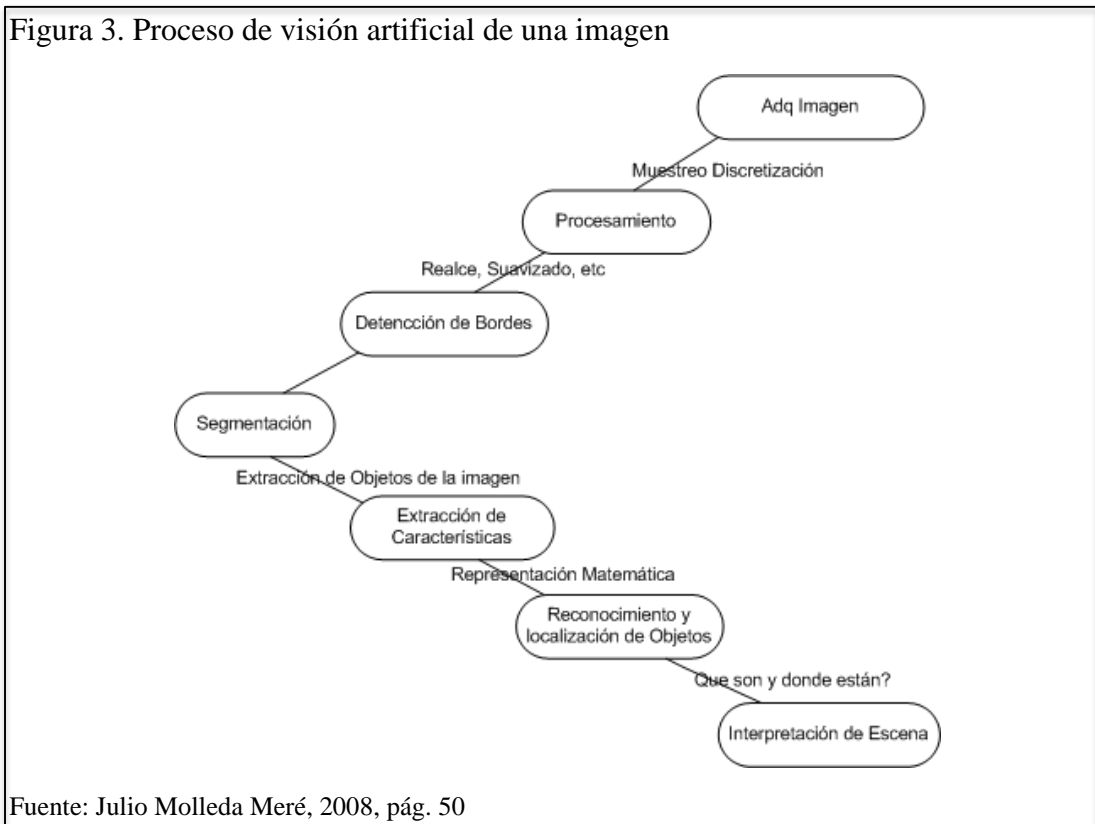 Figura 3. Proceso de visión artificial de una imagen
Adq Imagen
Muestreo Discretización
Procesamiento
Realce, Suavizado, etc
Detencción de Bordes
Segmentación
Extracción de Objetos de la imagen
Extracción de
Características
Representación Matemática
Reconocimiento y
localización de Objetos
Que son y donde están?
Interpretación de Escena
Fuente: Julio Molleda Meré, 2008, pág. 50